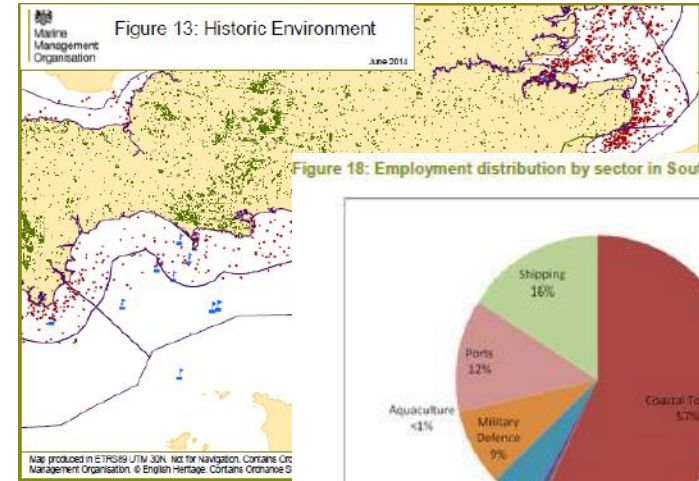 Marine
Management
Organisation
Figure 13: Historic Environment
June 2014
Figure 18: Employment distribution by sector in Sou
Shipping
16%
Ports
12%
Coastal To
57%
Aquaculture
<1%
Military
Defence
9%
Map produced in ETRS89 UTM 30N. Not for Navigation. Contains Ord
Management Organisation. © English Heritage. Contains Ordnance S